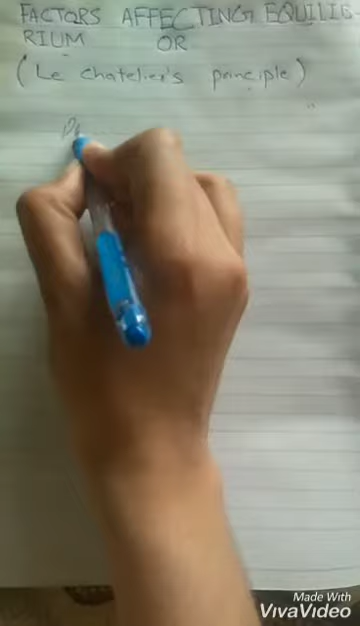 FACTORS AFFECTING EQUILIB-
RIUM OR
(Le chatelier's principle)
Made With
VivaVideo